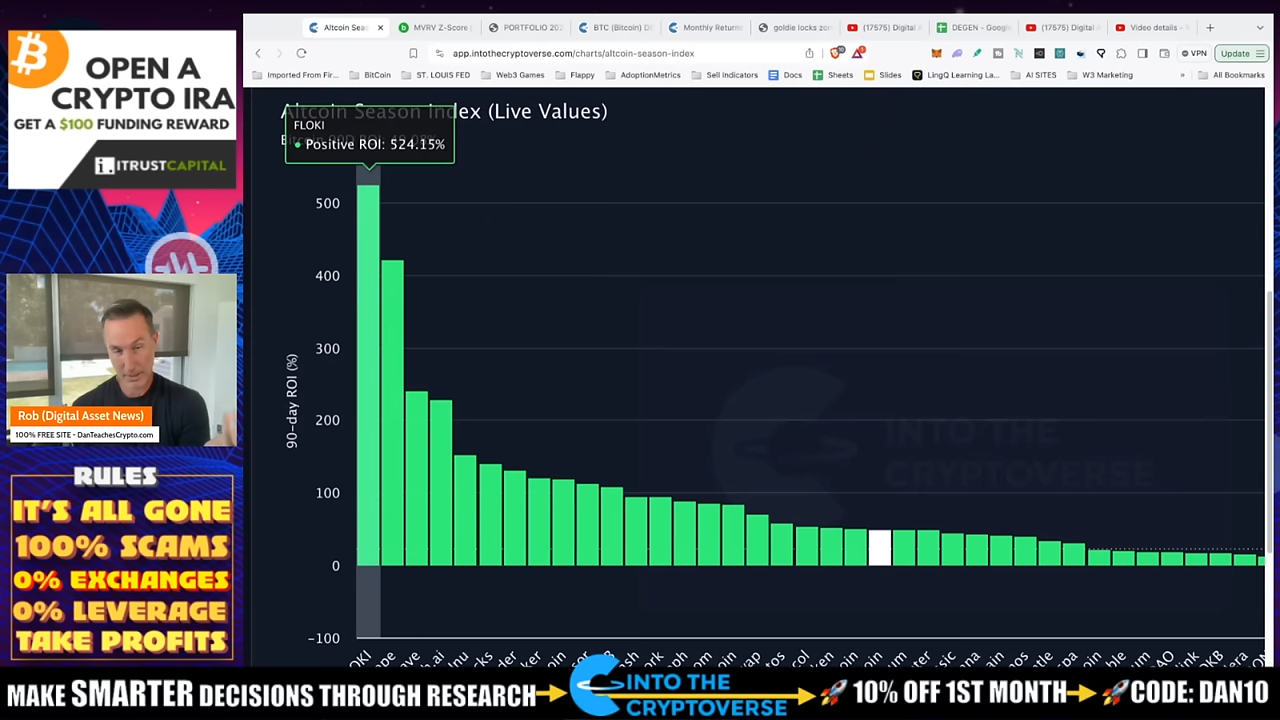 OPEN A
CRYPTO IRA
GET A $100 FUNDING REWARD
ITRUSTCAPITAL
Rob (Digital Asset News)
100% FREE SITE - DanTeachesCrypto.com
RULES
IT'S ALL GONE
100% SCAMS
0% EXCHANGES
0% LEVERAGE
TAKE PROFITS
Altcoin Seas
MVRV Z-Score
PORTFOLIO 202
BTC (Bitcoin) D
Monthly Return
goldie locks zo
(17575) Digital
DEGEN - Googl
(17575) Digital
Video details -
app.intothecryptoverse.com/charts/altcoin-season-index
VPN
Update
Imported From Fir...
BitCoin
ST. LOUIS FED
Web3 Games
Flappy
AdoptionMetrics
Sell Indicators
Docs
Sheets
Slides
LingQ Learning La...
AI SITES
W3 Marketing
»
All Bookmarks
Altcoin Season Index (Live Values)
FLOKI
Positive ROI: 524.15%
90-day ROI (%)
500
400
300
200
100
0
-100
INTO THE
CRYPTOVERSE
MAKE SMARTER DECISIONS THROUGH RESEARCH
INTO THE
CRYPTOVERSE
10% OFF 1ST MONTH
CODE: DAN10